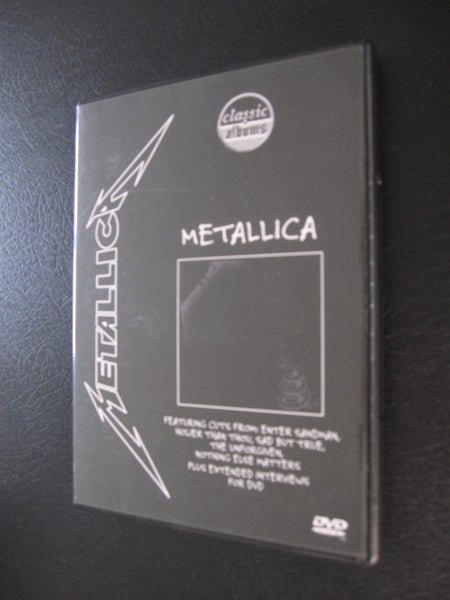 classic
albums
METALLICA
METALLICA
FEATURING CUTS FROM: ENTER SANDMAN,
HOLIER THAN THOU, SAD BUT TRUE,
THE UNFORGIVEN,
NOTHING ELSE MATTERS
PLUS EXTENDED INTERVIEWS
FOR DVD
DVD